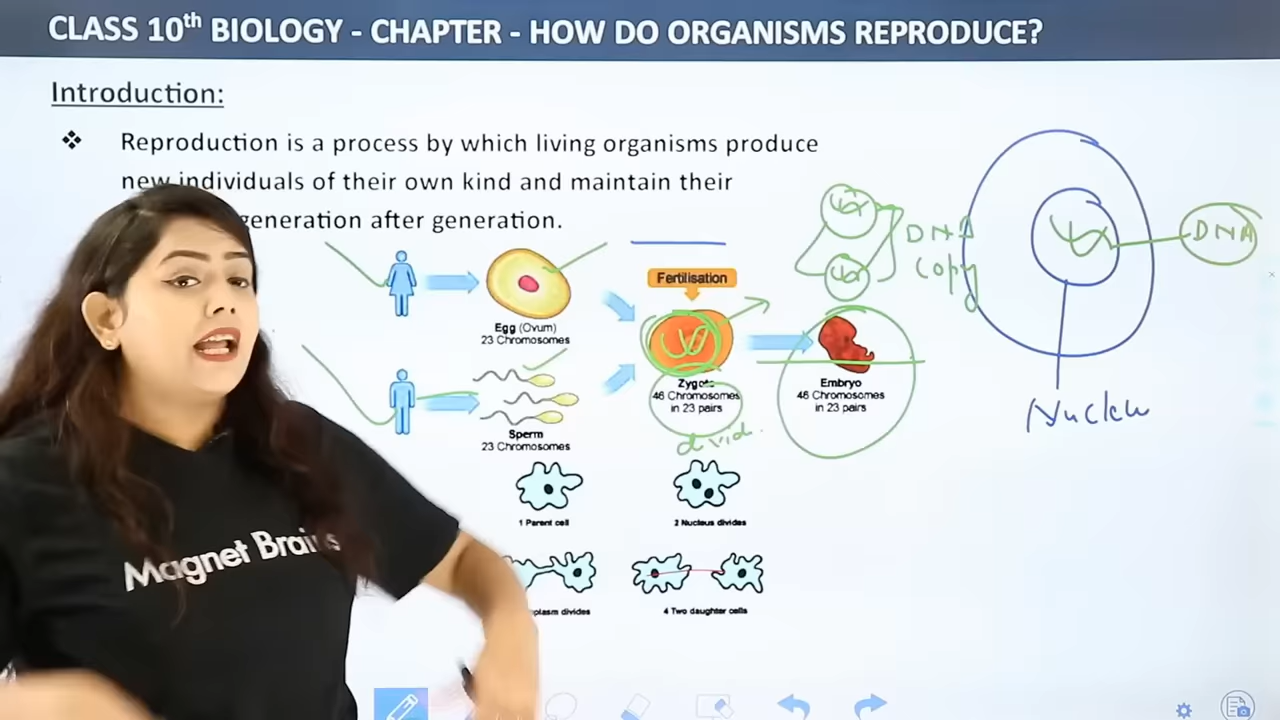 CLASS 10th BIOLOGY - CHAPTER - HOW DO ORGANISMS REPRODUCE?
Introduction:
❖ Reproduction is a process by which living organisms produce
new individuals of their own kind and maintain their
generation after generation.
DNA
DNA
Copy
Fertilisation
Egg (Ovum)
23 Chromosomes
Zygote
46 Chromosomes
in 23 pairs
Embryo
46 Chromosomes
in 23 pairs
divid.
Sperm
23 Chromosomes
1 Parent cell
2 Nucleus divides
divides
4 Two daughter cells
Magnet Brains